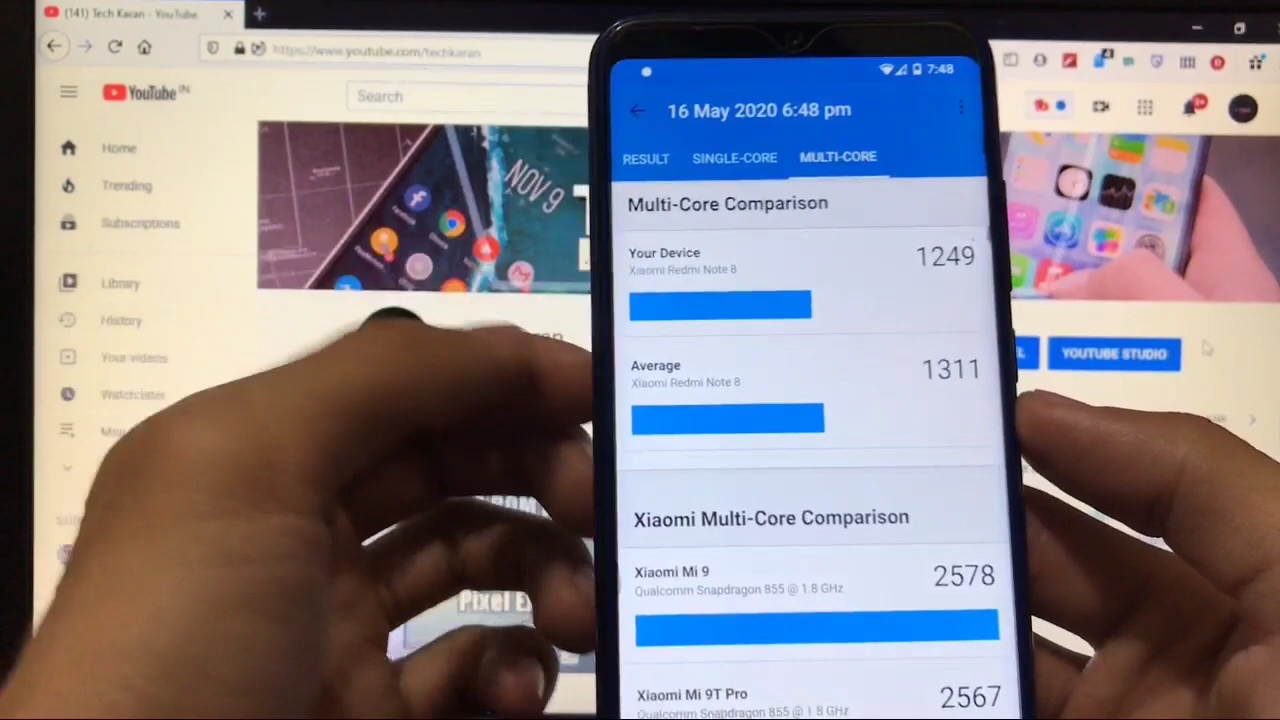 (141) Tech Karan - YouTube
https://www.youtube.com/techkaran
YouTube IN
Search
Home
Trending
Subscriptions
Library
History
Your videos
Watch later
NOV 9
YOUTUBE STUDIO
Pixel E
7:48
16 May 2020 6:48 pm
RESULT SINGLE-CORE MULTI-CORE
Multi-Core Comparison
Your Device 1249
Xiaomi Redmi Note 8
Average 1311
Xiaomi Redmi Note 8
Xiaomi Multi-Core Comparison
Xiaomi Mi 9 2578
Qualcomm Snapdragon 855 @ 1.8 GHz
Xiaomi Mi 9T Pro 2567
Qualcomm Snapdragon 855 @ 1.8 GHz